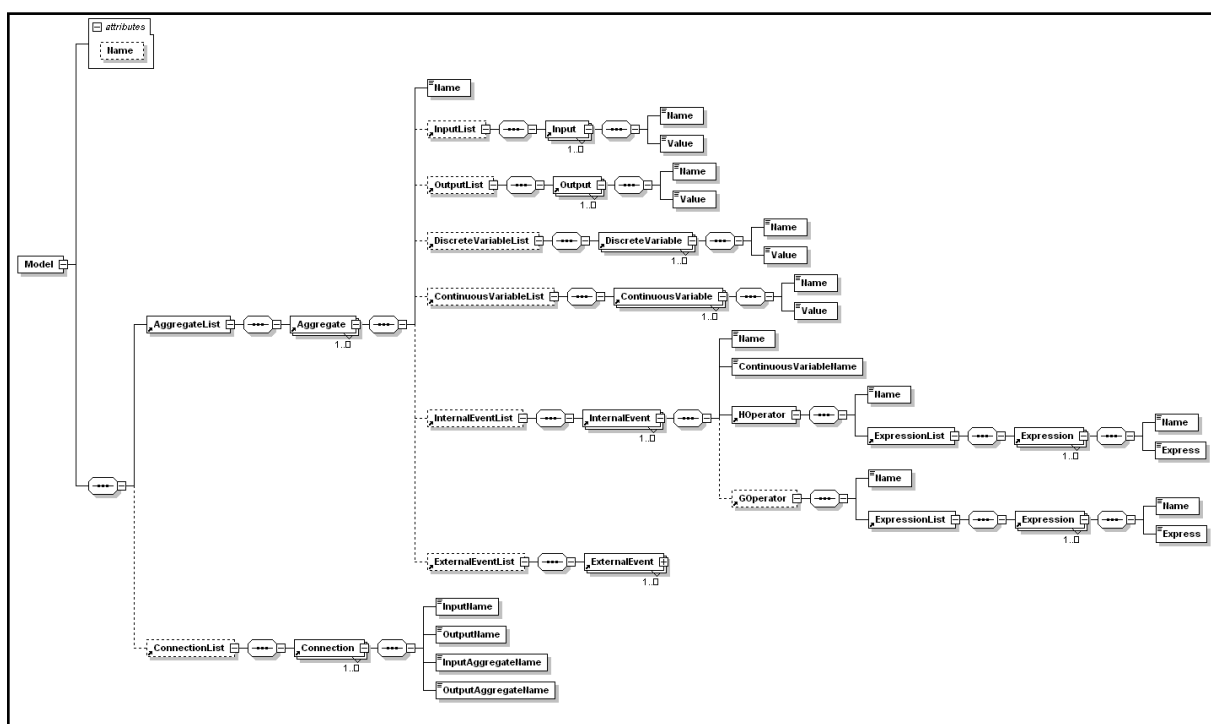 attributes
Name
Name
InputList Input Name
1..□ Value
OutputList Output Name
1..□ Value
DiscreteVariableList DiscreteVariable Name
1..□ Value
Model
ContinuousVariableList ContinuousVariable Name
1..□ Value
AggregateList Aggregate
1..□
Name
ContinuousVariableName
InternalEventList InternalEvent HOperator Name
1..□
ExpressionList Expression Name
1..□ Express
GOperator Name
ExpressionList Expression Name
1..□ Express
ExternalEventList ExternalEvent
1..□
InputName
OutputName
ConnectionList Connection
1..□
InputAggregateName
OutputAggregateName